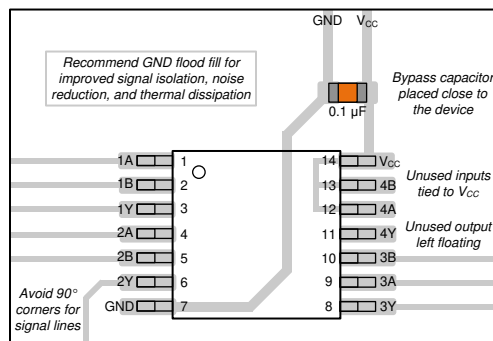 GND VCC
Recommend GND flood fill for
improved signal isolation, noise
reduction, and thermal dissipation
Bypass capacitor
placed close to
the device
0.1 µF
1A 1 14 VCC
1B 2 13 4B
1Y 3 12 4A
2A 4 11 4Y
2B 5 10 3B
2Y 6 9 3A
GND 7 8 3Y
Unused inputs
tied to VCC
Unused output
left floating
Avoid 90°
corners for
signal lines